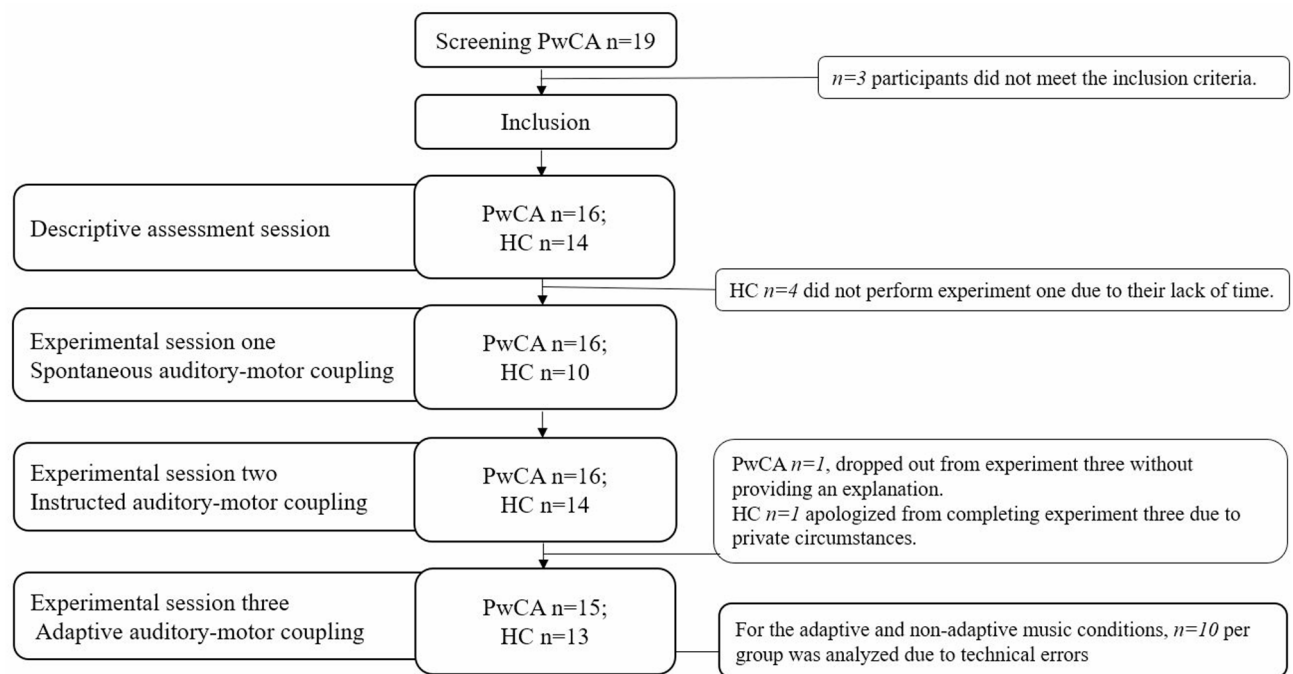 Screening PwCA n=19
n=3 participants did not meet the inclusion criteria.
Inclusion
Descriptive assessment session
PwCA n=16;
HC n=14
HC n=4 did not perform experiment one due to their lack of time.
Experimental session one
Spontaneous auditory-motor coupling
PwCA n=16;
HC n=10
Experimental session two
Instructed auditory-motor coupling
PwCA n=16;
HC n=14
PwCA n=1, dropped out from experiment three without
providing an explanation.
HC n=1 apologized from completing experiment three due to
private circumstances.
Experimental session three
Adaptive auditory-motor coupling
PwCA n=15;
HC n=13
For the adaptive and non-adaptive music conditions, n=10 per
group was analyzed due to technical errors